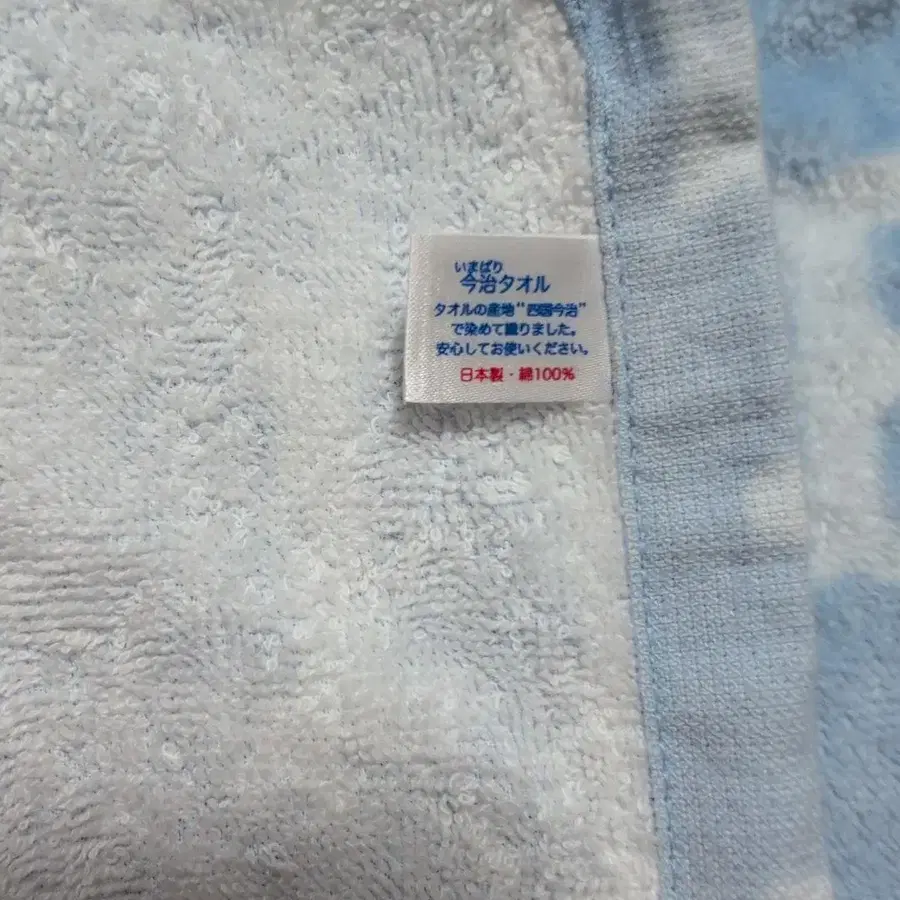 いまばり
今治タオル
タオルの産地"四国今治"
で染めて織りました。
安心してお使いください。
日本製・綿100%